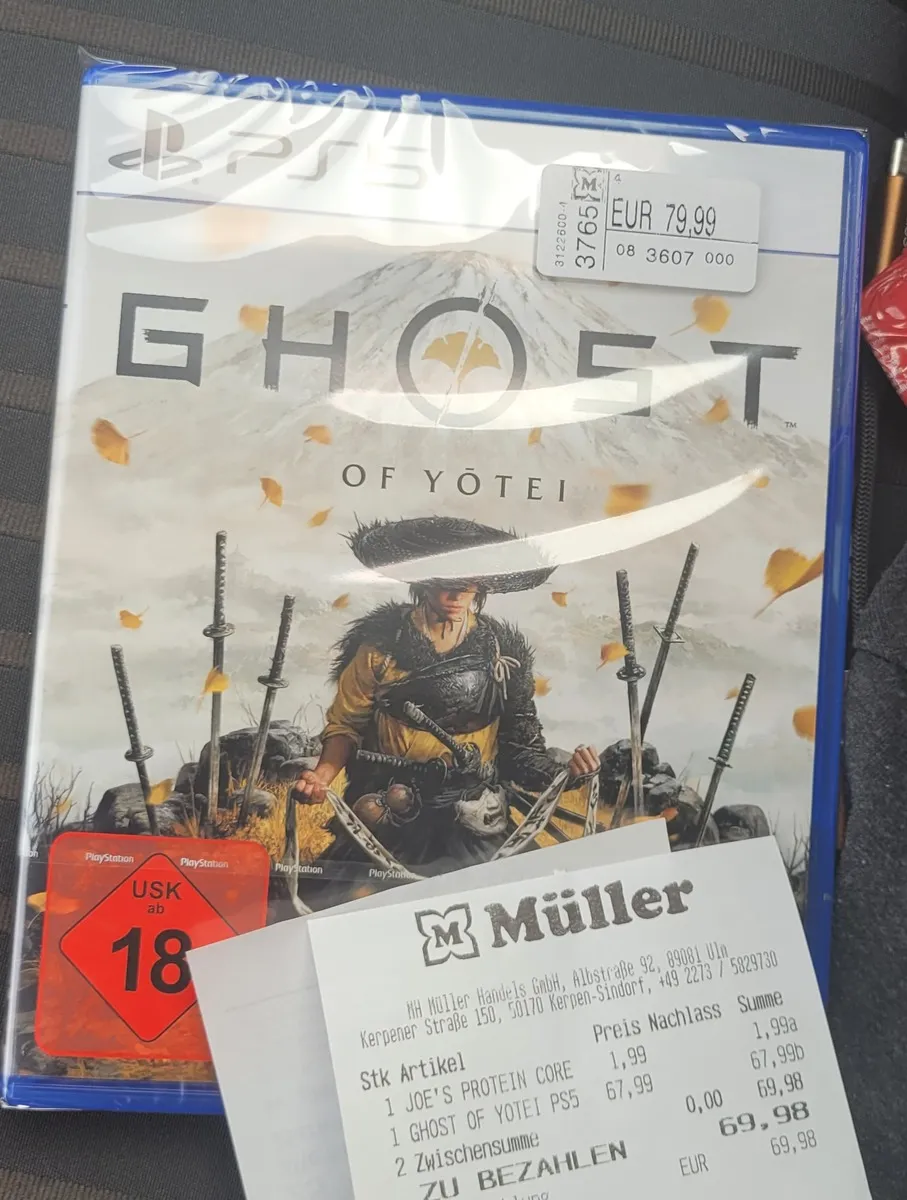 PS5
4
EUR 79,99
3122600-1
3765
08 3607 000
GHOST
™
OF YŌTEI
PlayStation PlayStation PlayStation
USK
ab
18
M Müller
MH Müller Handels GmbH, Albstraße 92, 89081 Ulm
Kerpener Straße 150, 50170 Kerpen-Sindorf, +49 2273 / 5829730
Stk Artikel Preis Nachlass Summe
1 JOE'S PROTEIN CORE 1,99 1,99a
1 GHOST OF YOTEI PS5 67,99 67,99b
2 Zwischensumme 0,00 69,98
ZU BEZAHLEN 69,98
EUR 69,98